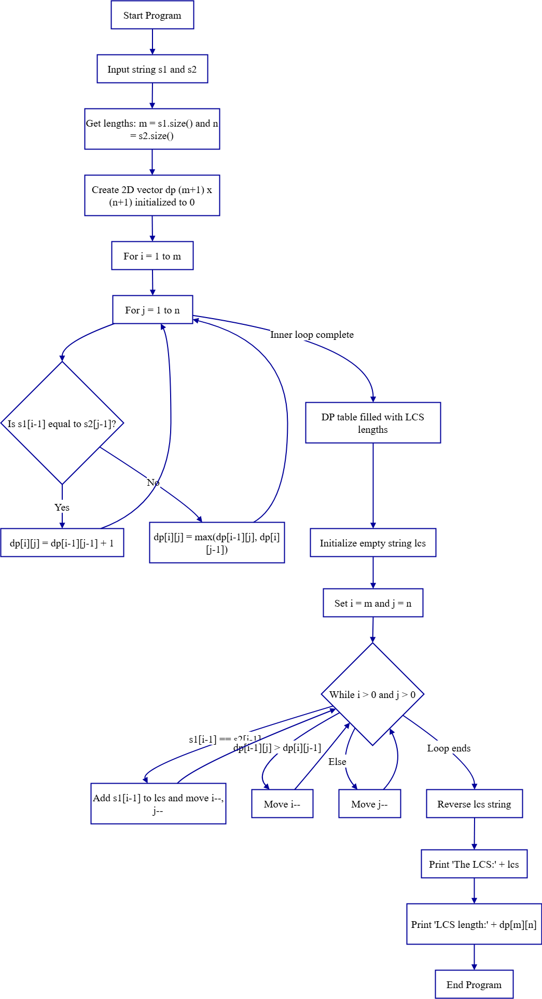 Start Program
Input string s1 and s2
Get lengths: m = s1.size() and n
= s2.size()
Create 2D vector dp (m+1) x
(n+1) initialized to 0
For i = 1 to m
For j = 1 to n
Inner loop complete
Is s1[i-1] equal to s2[j-1]?
DP table filled with LCS
lengths
No
Yes
dp[i][j] = dp[i-1][j-1] + 1
dp[i][j] = max(dp[i-1][j], dp[i]
[j-1])
Initialize empty string lcs
Set i = m and j = n
While i > 0 and j > 0
s1[i-1] == s2[j-1]
dp[i-1][j] > dp[i][j-1]
Else
Loop ends
Add s1[i-1] to lcs and move i--,
j--
Move i--
Move j--
Reverse lcs string
Print 'The LCS:' + lcs
Print 'LCS length:' + dp[m][n]
End Program